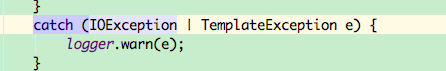 }
catch (IOException | TemplateException e) {
logger.warn(e);
}